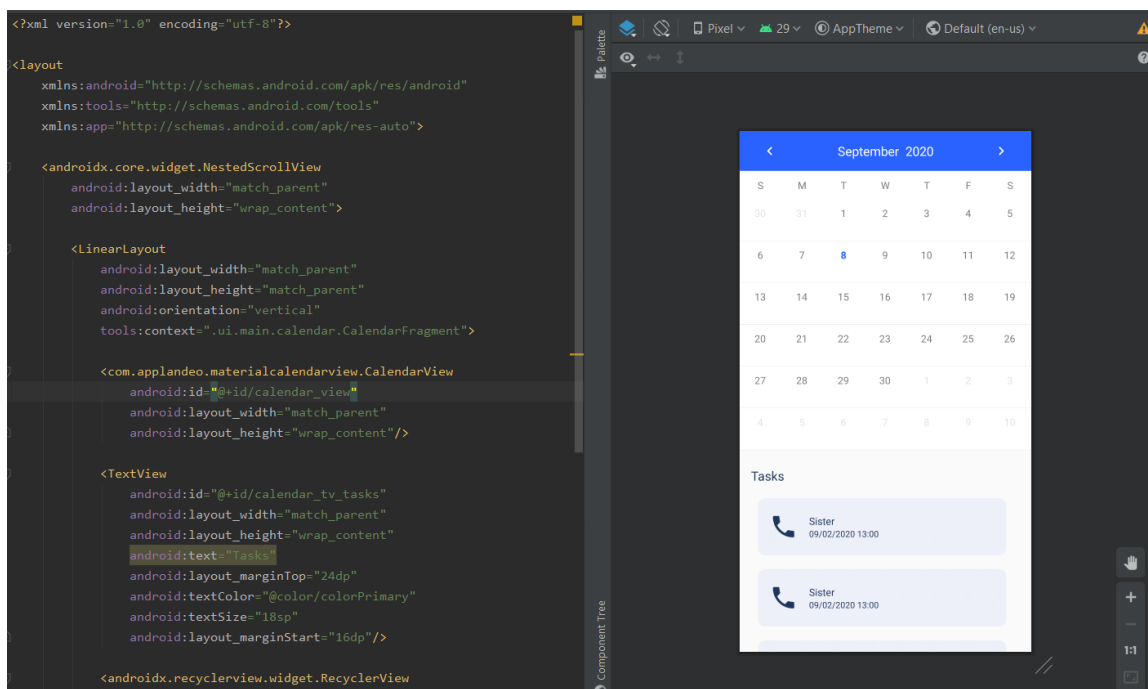 <?xml version="1.0" encoding="utf-8"?>
<layout
xmlns:android="http://schemas.android.com/apk/res/android"
xmlns:tools="http://schemas.android.com/tools"
xmlns:app="http://schemas.android.com/apk/res-auto">
<androidx.core.widget.NestedScrollView
android:layout_width="match_parent"
android:layout_height="wrap_content">
<LinearLayout
android:layout_width="match_parent"
android:layout_height="match_parent"
android:orientation="vertical"
tools:context=".ui.main.calendar.CalendarFragment">
<com.applandeo.materialcalendarview.CalendarView
android:id="@+id/calendar_view"
android:layout_width="match_parent"
android:layout_height="wrap_content"/>
<TextView
android:id="@+id/calendar_tv_tasks"
android:layout_width="match_parent"
android:layout_height="wrap_content"
android:text="Tasks"
android:layout_marginTop="24dp"
android:textColor="@color/colorPrimary"
android:textSize="18sp"
android:layout_marginStart="16dp"/>
<androidx.recyclerview.widget.RecyclerView
Palette
Component Tree
Pixel 29 AppTheme Default (en-us)
September 2020
S M T W T F S
30 31 1 2 3 4 5
6 7 8 9 10 11 12
13 14 15 16 17 18 19
20 21 22 23 24 25 26
27 28 29 30 1 2 3
4 5 6 7 8 9 10
Tasks
Sister
09/02/2020 13:00
Sister
09/02/2020 13:00
1:1